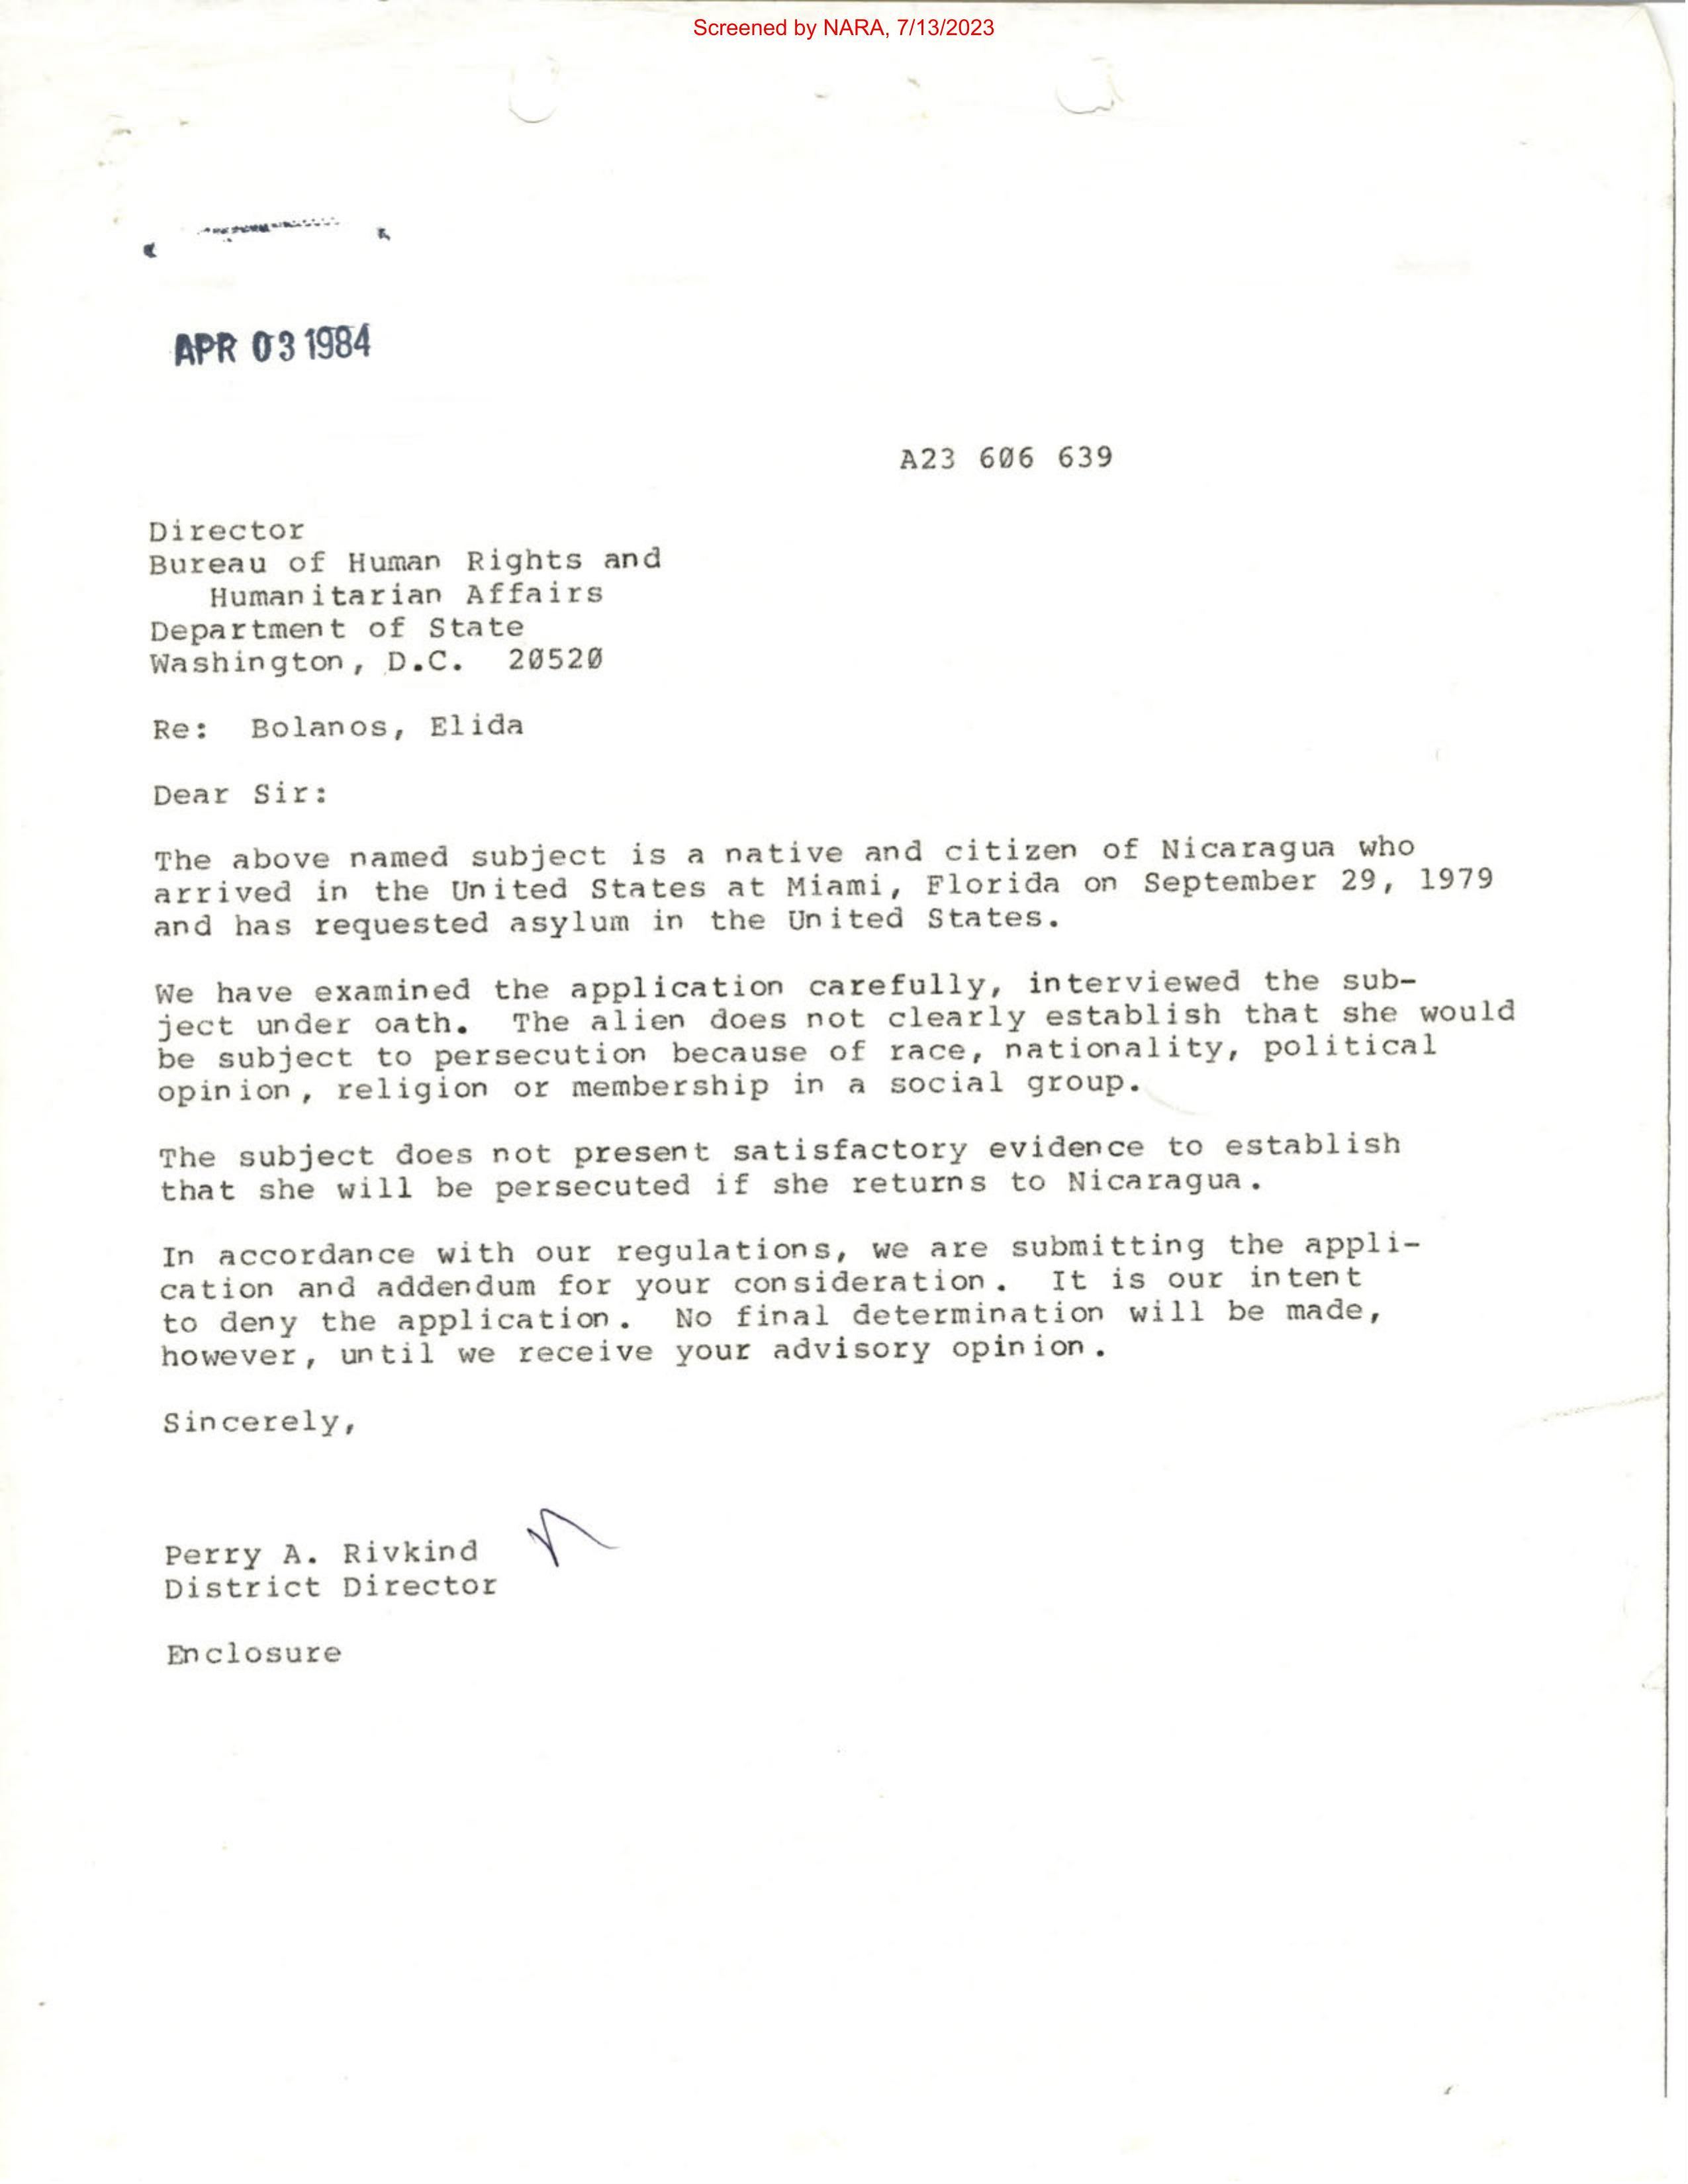 Screened by NARA, 7/13/2023
APR 03 1984
A23 606 639
Director
Bureau of Human Rights and
Humanitarian Affairs
Department of State
Washington, D.C. 20520
Re: Bolanos, Elida
Dear Sir:
The above named subject is a native and citizen of Nicaragua who
arrived in the United States at Miami, Florida on September 29, 1979
and has requested asylum in the United States.
We have examined the application carefully, interviewed the sub-
ject under oath. The alien does not clearly establish that she would
be subject to persecution because of race, nationality, political
opinion, religion or membership in a social group.
The subject does not present satisfactory evidence to establish
that she will be persecuted if she returns to Nicaragua.
In accordance with our regulations, we are submitting the appli-
cation and addendum for your consideration. It is our intent
to deny the application. No final determination will be made,
however, until we receive your advisory opinion.
Sincerely,
Perry A. Rivkind
District Director
Enclosure